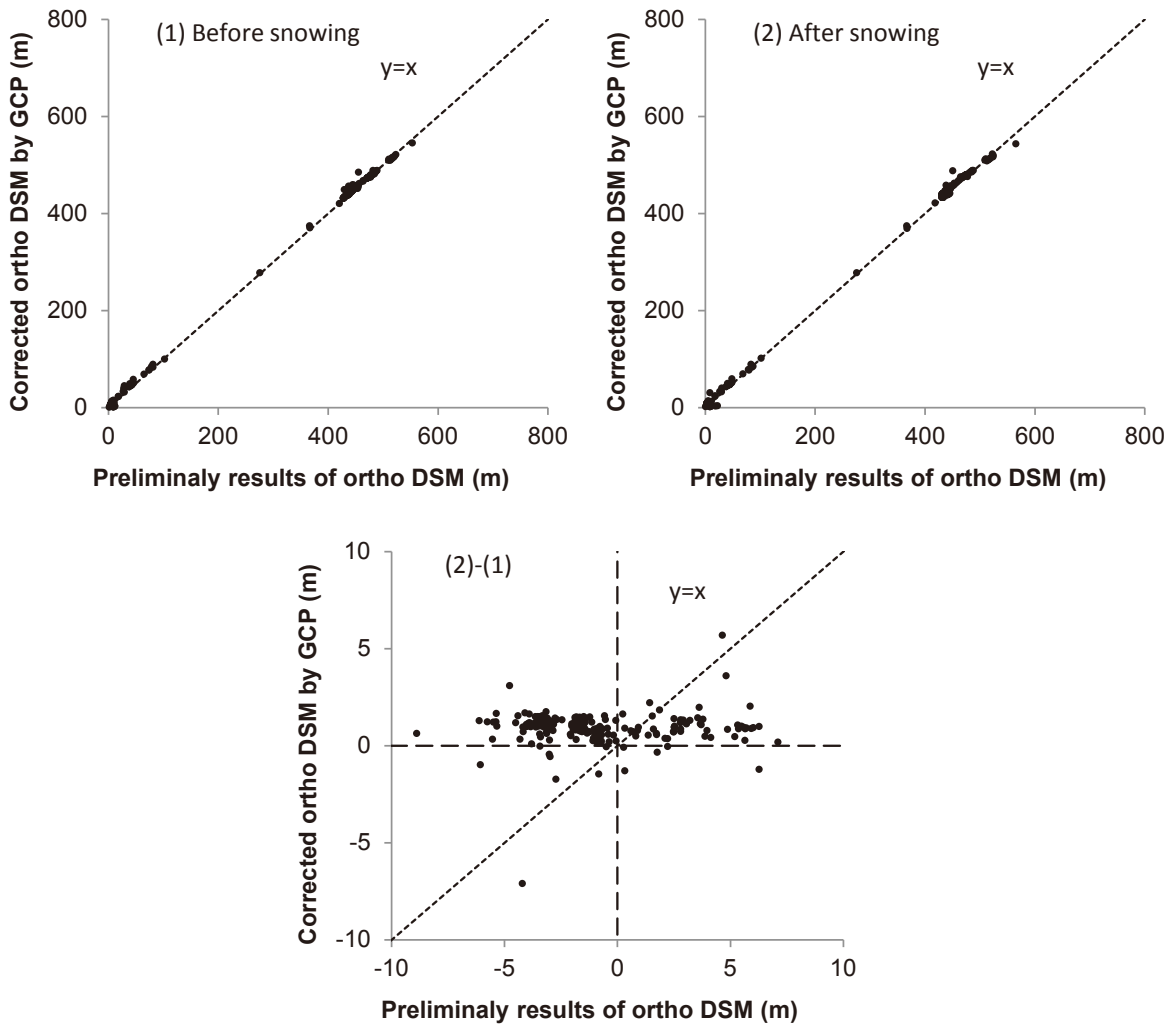 (1) Before snowing
y=x
Corrected ortho DSM by GCP (m)
800
600
400
200
0
0 200 400 600 800
Preliminaly results of ortho DSM (m)
(2) After snowing
y=x
Corrected ortho DSM by GCP (m)
800
600
400
200
0
0 200 400 600 800
Preliminaly results of ortho DSM (m)
(2)-(1)
y=x
Corrected ortho DSM by GCP (m)
10
5
0
-5
-10
-10 -5 0 5 10
Preliminaly results of ortho DSM (m)